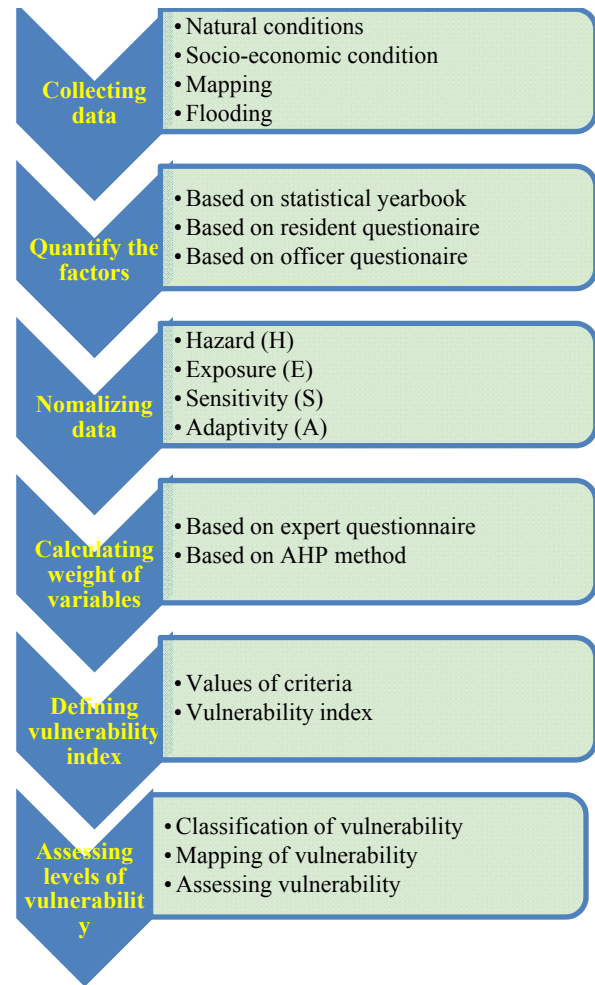 Collecting
data
• Natural conditions
• Socio-economic condition
• Mapping
• Flooding
Quantify the
factors
• Based on statistical yearbook
• Based on resident questionaire
• Based on officer questionaire
Nomalizing
data
• Hazard (H)
• Exposure (E)
• Sensitivity (S)
• Adaptivity (A)
Calculating
weight of
variables
• Based on expert questionnaire
• Based on AHP method
Defining
vulnerability
index
• Values of criteria
• Vulnerability index
Assessing
levels of
vulnerabilit
y
• Classification of vulnerability
• Mapping of vulnerability
• Assessing vulnerability